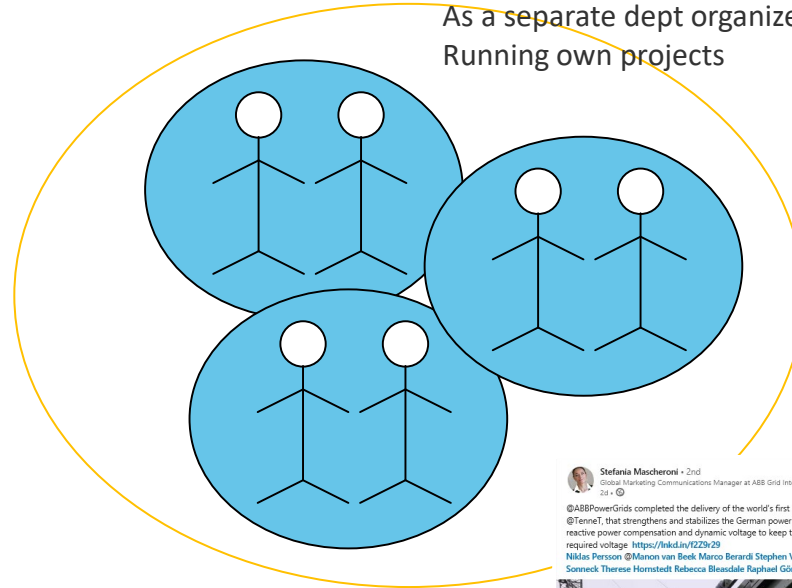 As a separate dept organize
Running own projects
Stefania Mascheroni • 2nd
Global Marketing Communications Manager at ABB Grid Inte
2d •
@ABBPowerGrids completed the delivery of the world's first
@TenneT, that strengthens and stabilizes the German power
reactive power compensation and dynamic voltage to keep t
required voltage https://lnkd.in/f2Z9r29
Niklas Persson @Manon van Beek Marco Berardi Stephen V
Sonneck Therese Hornstedt Rebecca Bleasdale Raphael Gö